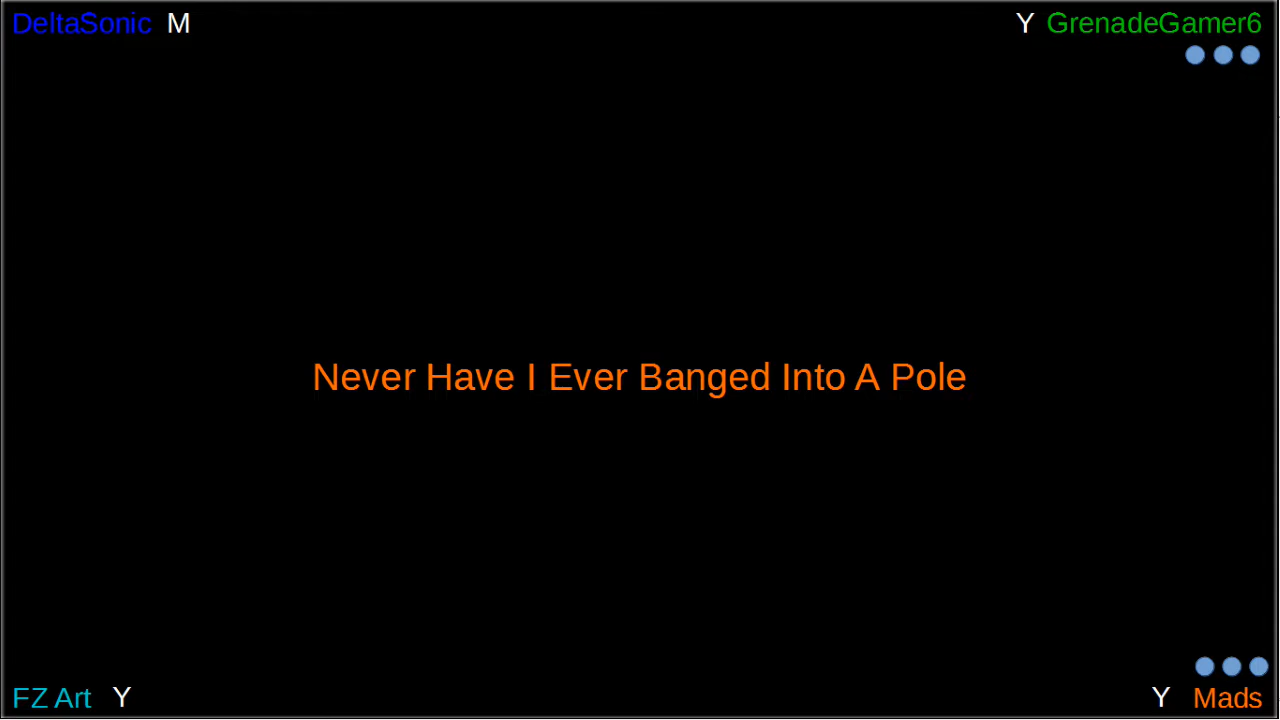 DeltaSonic M
Y GrenadeGamer6
Never Have I Ever Banged Into A Pole
FZ Art Y
Y Mads